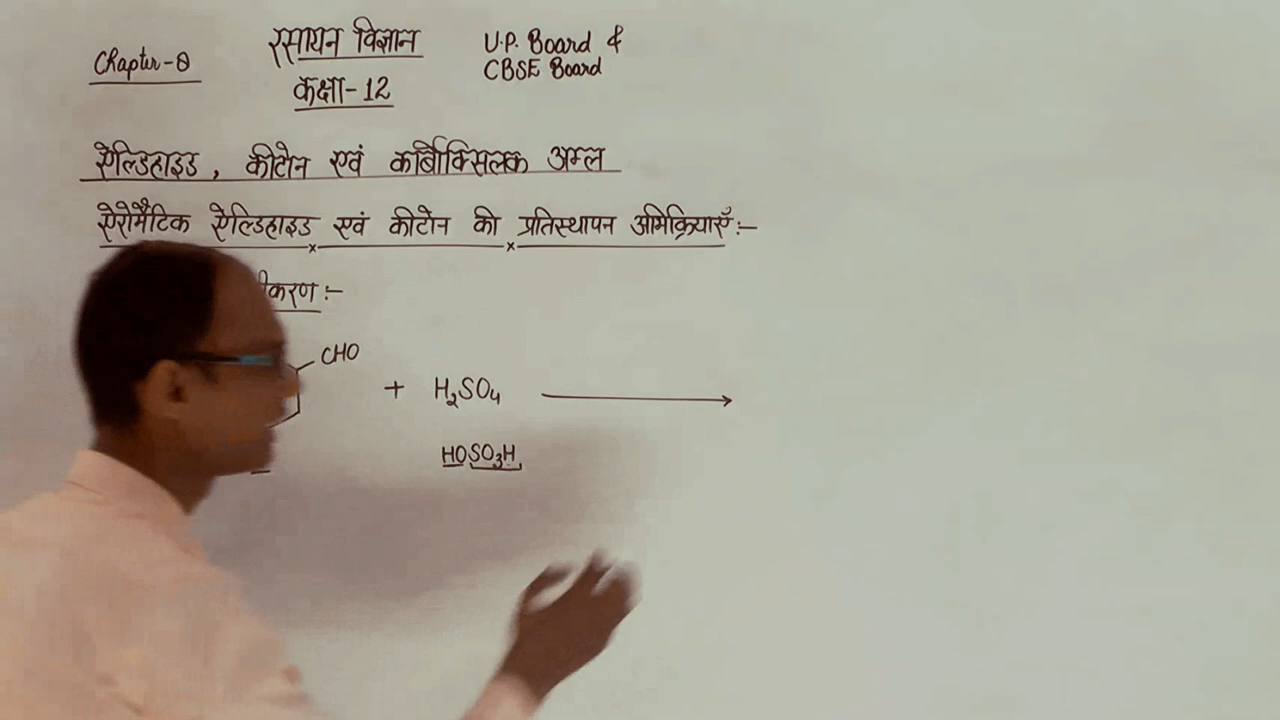 Chapter-8 रसायन विज्ञान U.P. Board &
कक्षा-12 CBSE Board
ऐल्डिहाइड, कीटोन एवं कार्बोक्सिलिक अम्ल
ऐरोमैटिक ऐल्डिहाइड एवं कीटोन की प्रतिस्थापन अभिक्रियाएँ:-
CHO
+ H₂SO₄
HOSO₃H